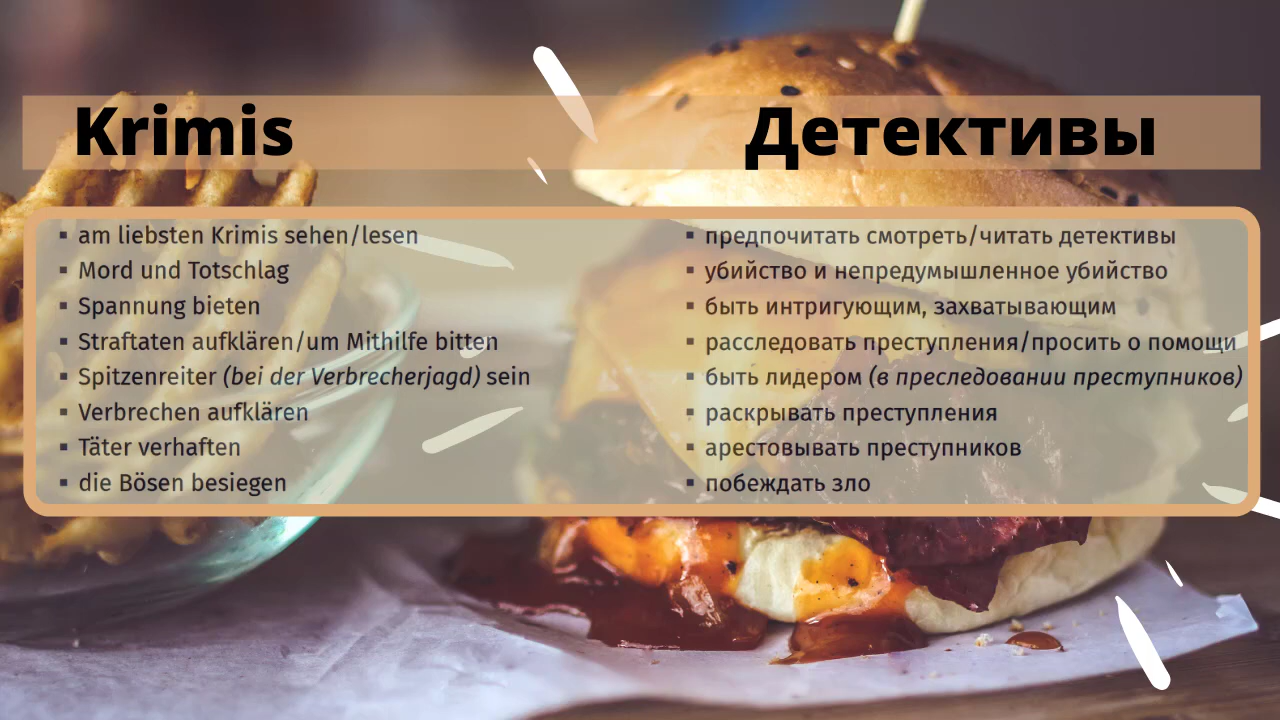 Krimis
Детективы
▪ am liebsten Krimis sehen/lesen
▪ Mord und Totschlag
▪ Spannung bieten
▪ Straftaten aufklären/um Mithilfe bitten
▪ Spitzenreiter (bei der Verbrecherjagd) sein
▪ Verbrechen aufklären
▪ Täter verhaften
▪ die Bösen besiegen
▪ предпочитать смотреть/читать детективы
▪ убийство и непредумышленное убийство
▪ быть интригующим, захватывающим
▪ расследовать преступления/просить о помощи
▪ быть лидером (в преследовании преступников)
▪ раскрывать преступления
▪ арестовывать преступников
▪ побеждать зло